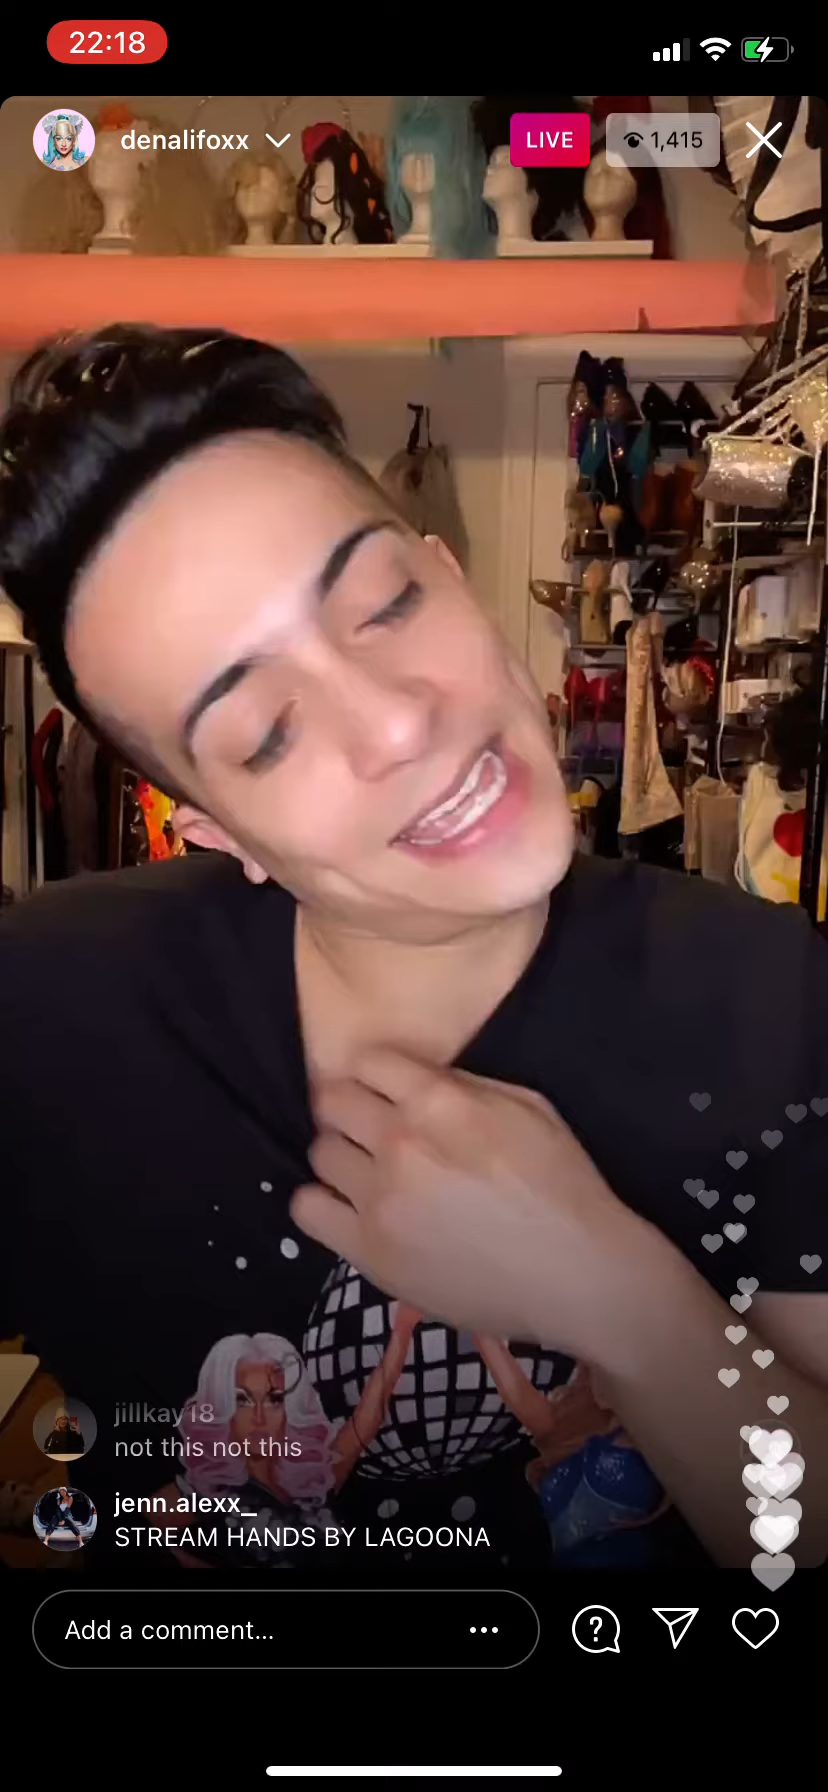 22:18
denalifoxx
LIVE
1,415
jillkay18
not this not this
jenn.alexx_
STREAM HANDS BY LAGOONA
Add a comment...